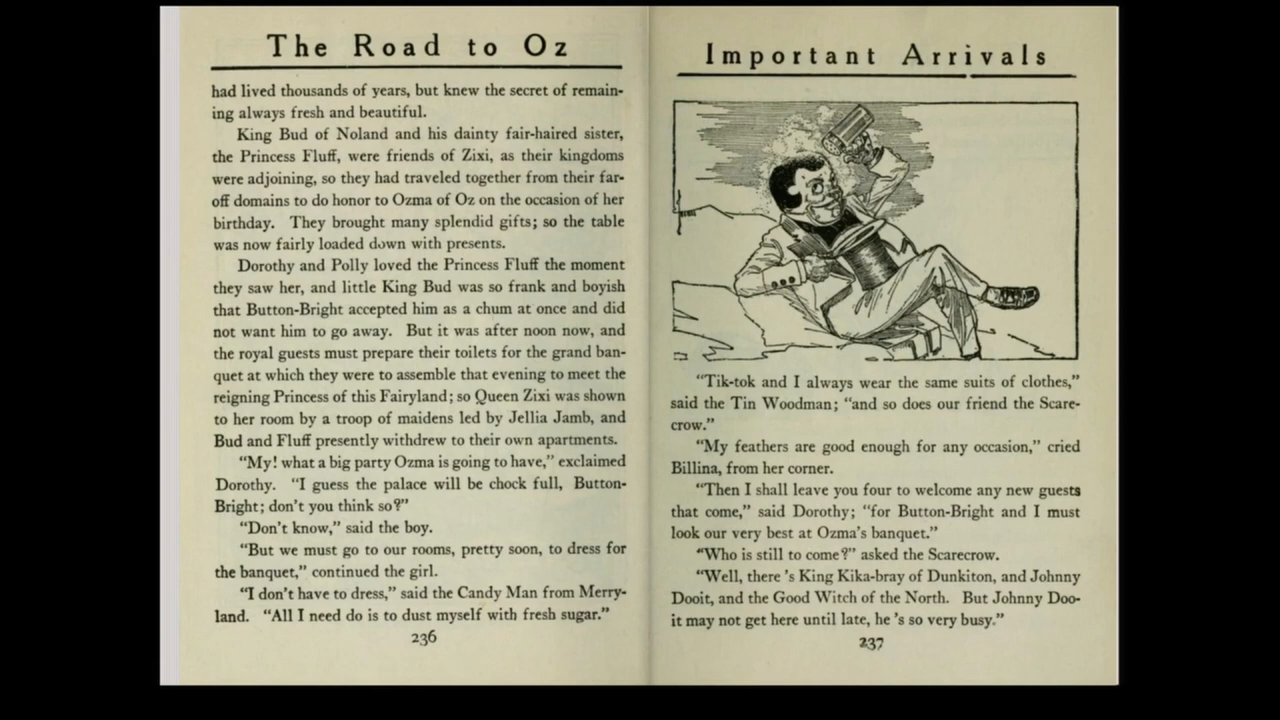 The Road to Oz
had lived thousands of years, but knew the secret of remain-
ing always fresh and beautiful.
King Bud of Noland and his dainty fair-haired sister,
the Princess Fluff, were friends of Zixi, as their kingdoms
were adjoining, so they had traveled together from their far-
off domains to do honor to Ozma of Oz on the occasion of her
birthday. They brought many splendid gifts; so the table
was now fairly loaded down with presents.
Dorothy and Polly loved the Princess Fluff the moment
they saw her, and little King Bud was so frank and boyish
that Button-Bright accepted him as a chum at once and did
not want him to go away. But it was after noon now, and
the royal guests must prepare their toilets for the grand ban-
quet at which they were to assemble that evening to meet the
reigning Princess of this Fairyland; so Queen Zixi was shown
to her room by a troop of maidens led by Jellia Jamb, and
Bud and Fluff presently withdrew to their own apartments.
"My! what a big party Ozma is going to have," exclaimed
Dorothy. "I guess the palace will be chock full, Button-
Bright; don't you think so?"
"Don't know," said the boy.
"But we must go to our rooms, pretty soon, to dress for
the banquet," continued the girl.
"I don't have to dress," said the Candy Man from Merry-
land. "All I need do is to dust myself with fresh sugar."
236
Important Arrivals
"Tik-tok and I always wear the same suits of clothes,"
said the Tin Woodman; "and so does our friend the Scare-
crow."
"My feathers are good enough for any occasion," cried
Billina, from her corner.
"Then I shall leave you four to welcome any new guests
that come," said Dorothy; "for Button-Bright and I must
look our very best at Ozma's banquet."
"Who is still to come?" asked the Scarecrow.
"Well, there 's King Kika-bray of Dunkiton, and Johnny
Dooit, and the Good Witch of the North. But Johnny Doo-
it may not get here until late, he 's so very busy."
237